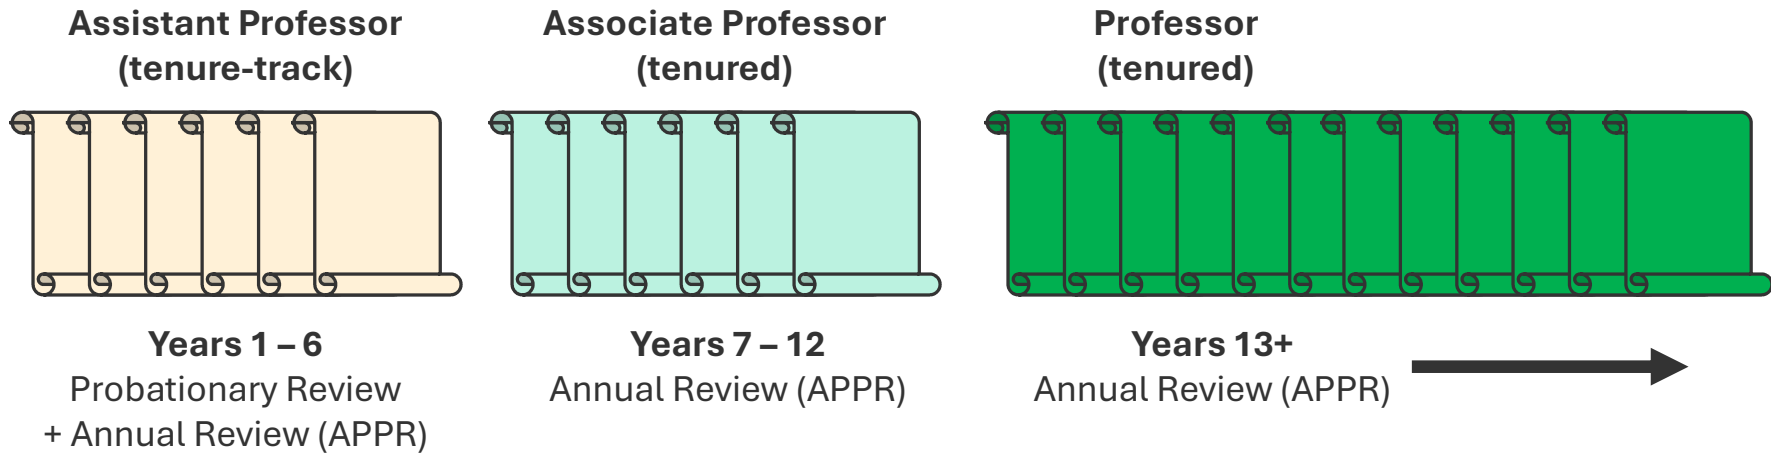 Assistant Professor
(tenure-track)
Associate Professor
(tenured)
Professor
(tenured)
Years 1 – 6
Probationary Review
+ Annual Review (APPR)
Years 7 – 12
Annual Review (APPR)
Years 13+
Annual Review (APPR)